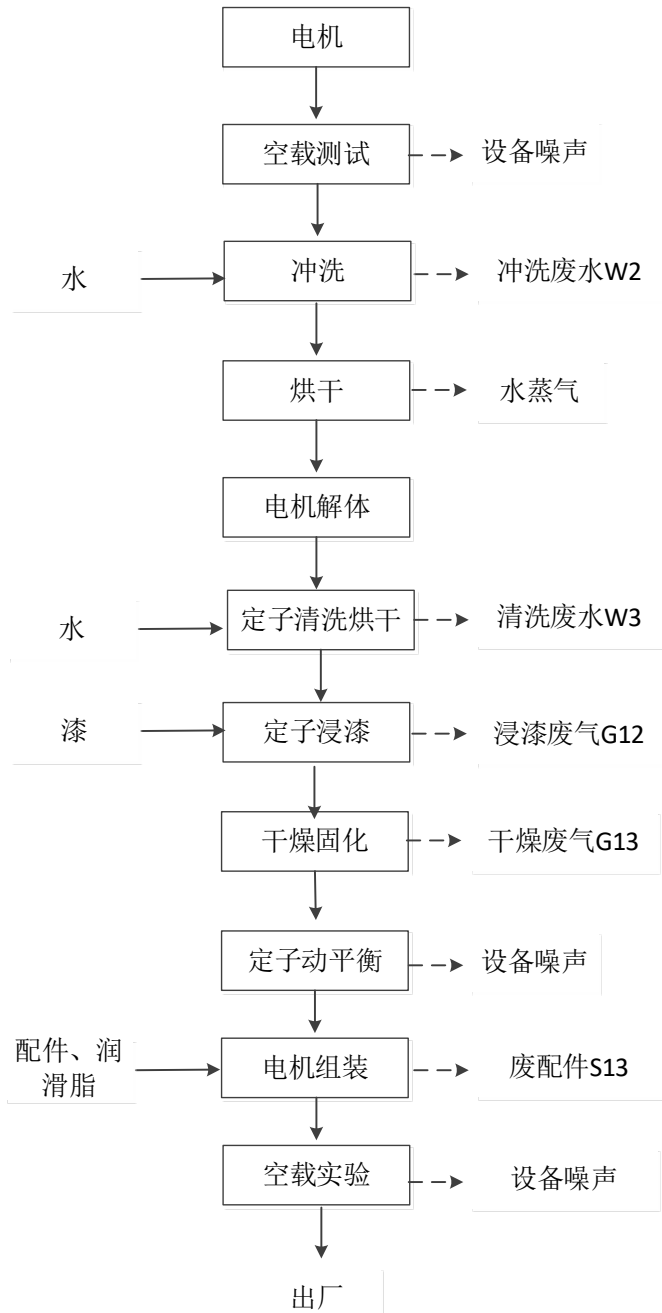 电机
空载测试
设备噪声
水
冲洗
冲洗废水W2
烘干
水蒸气
电机解体
水
定子清洗烘干
清洗废水W3
漆
定子浸漆
浸漆废气G12
干燥固化
干燥废气G13
定子动平衡
设备噪声
配件、润
滑脂
电机组装
废配件S13
空载实验
设备噪声
出厂